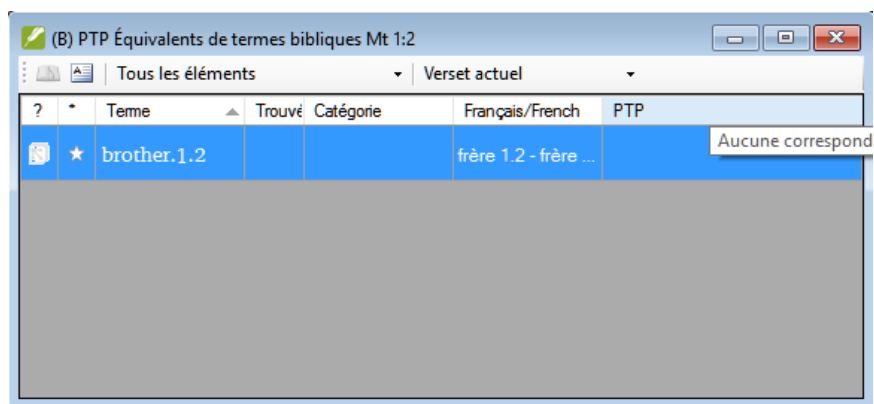 (B) PTP Équivalents de termes bibliques Mt 1:2
Tous les éléments Verset actuel
? * Terme Trouvé Catégorie Français/French PTP
Aucune correspond
brother.1.2 frère 1.2 - frère ...